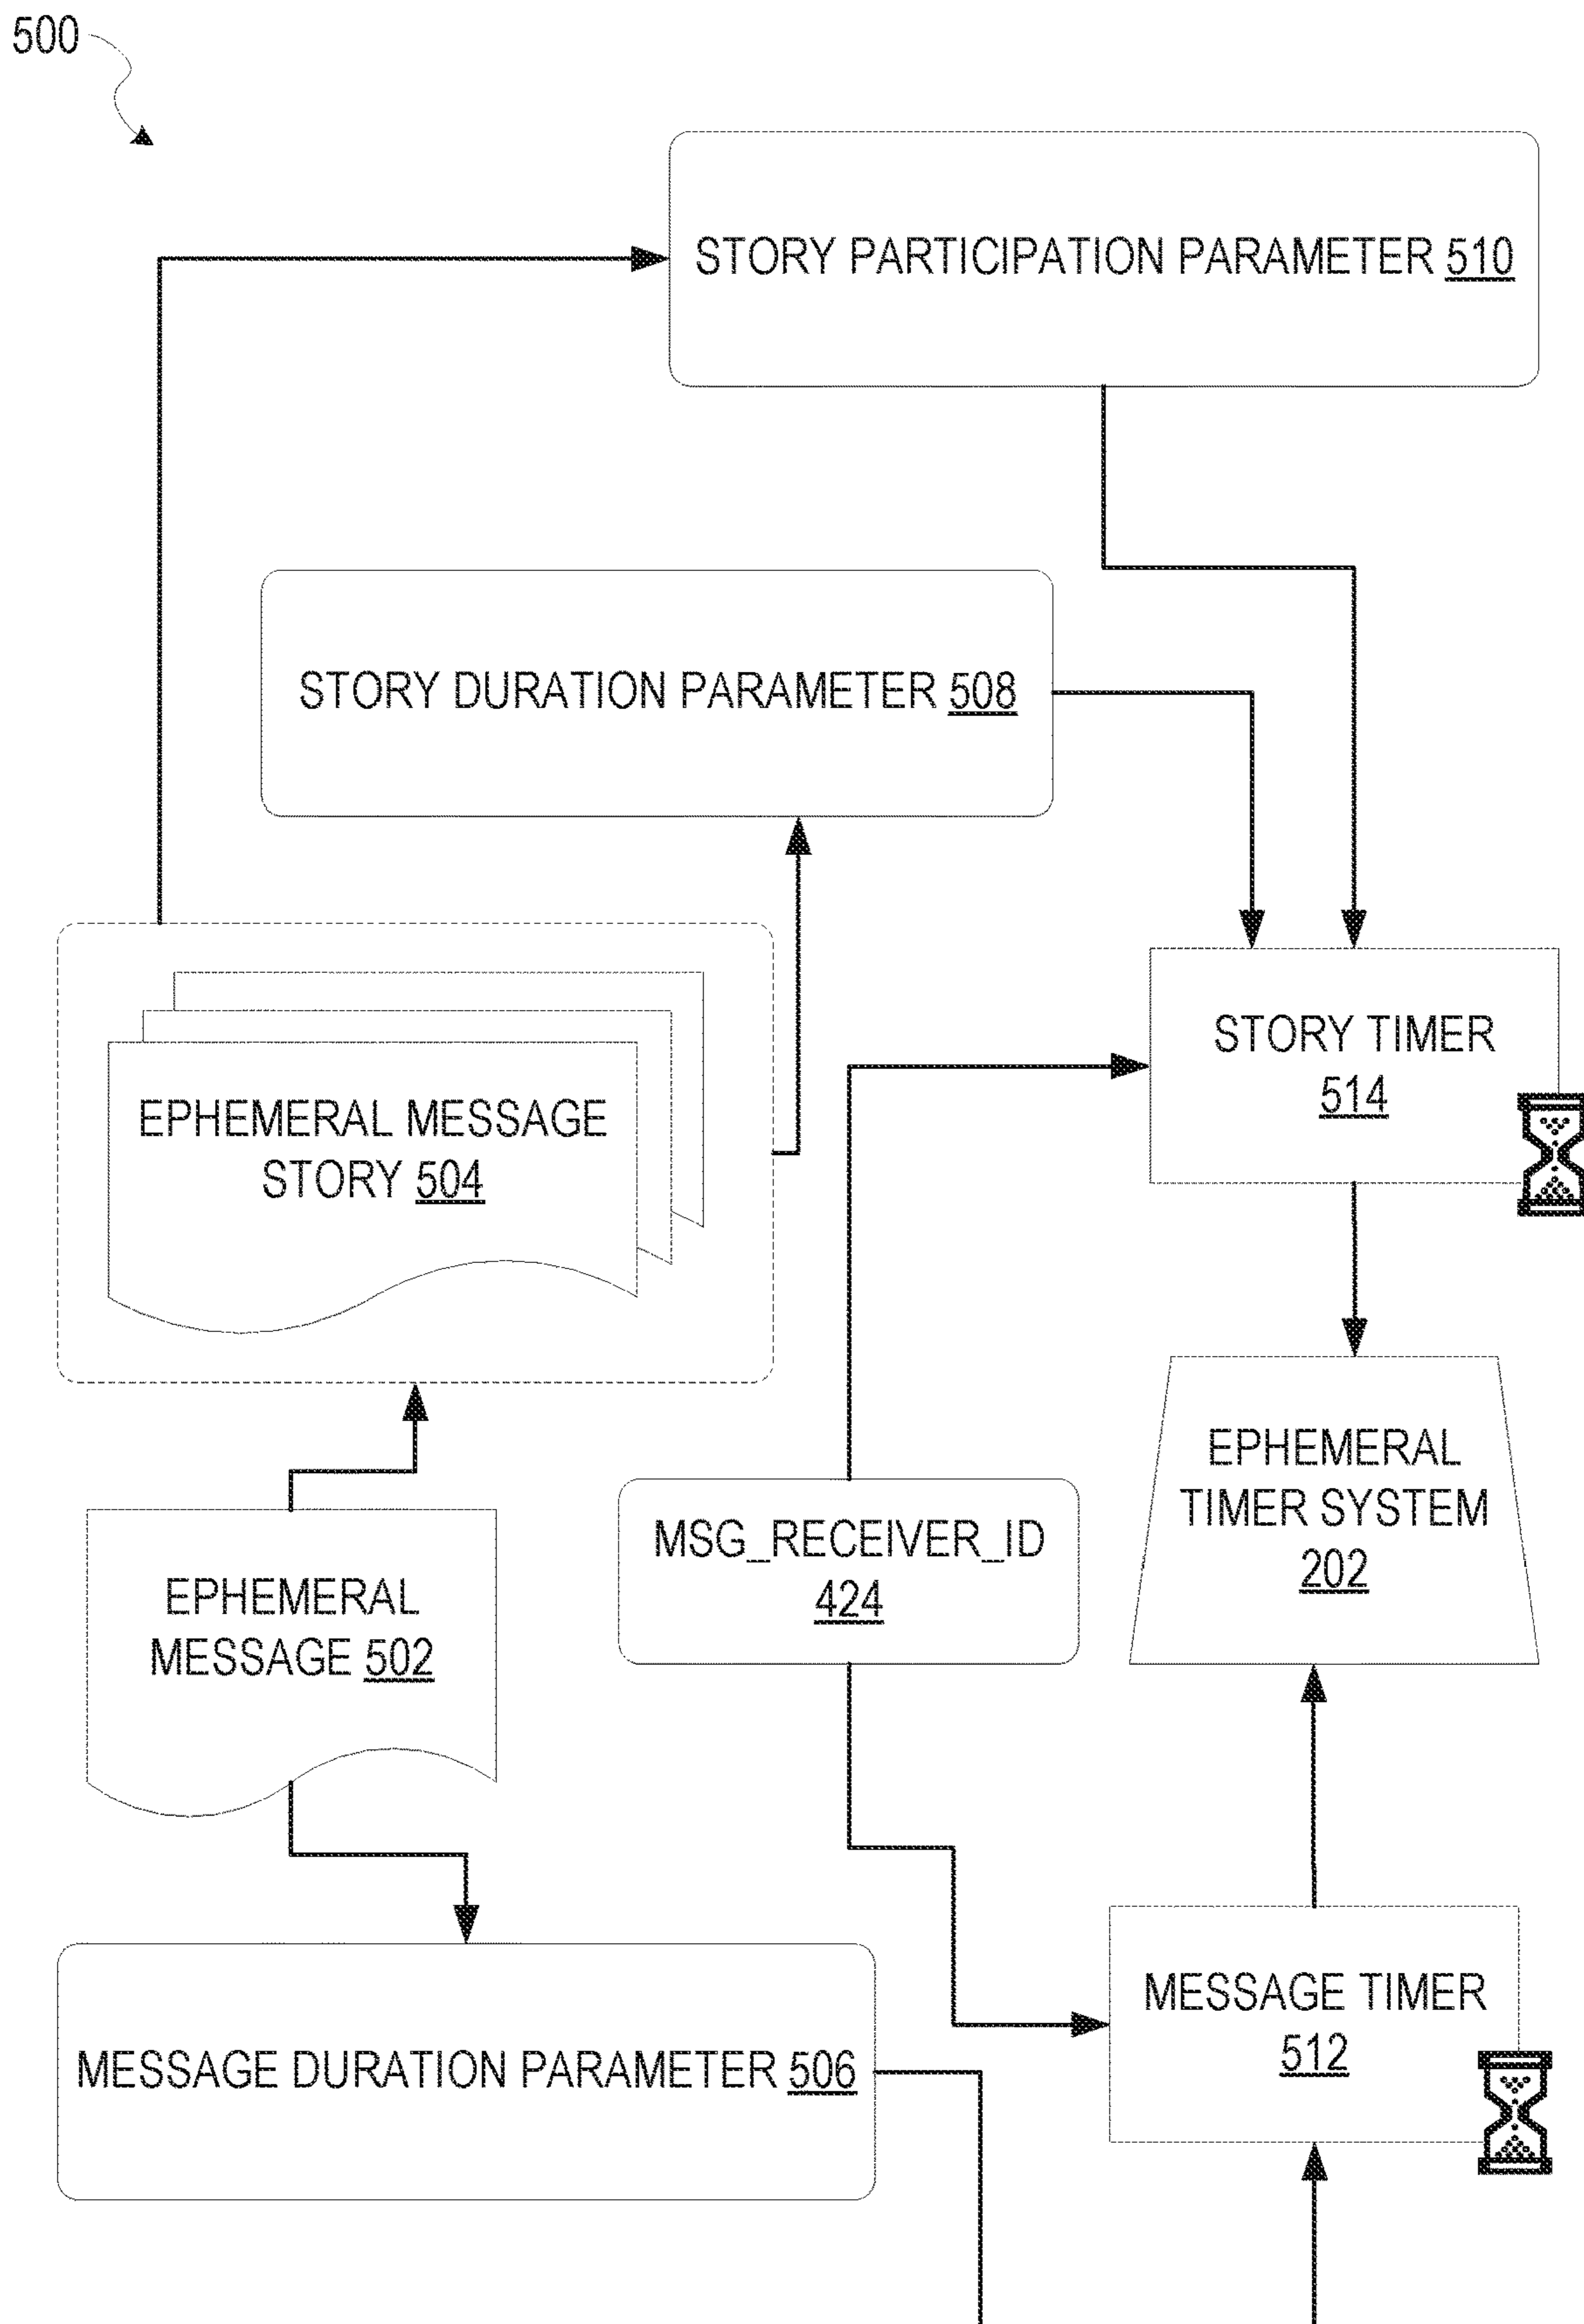 500
STORY PARTICIPATION PARAMETER 510
STORY DURATION PARAMETER 508
STORY TIMER
514
EPHEMERAL MESSAGE
STORY 504
EPHEMERAL
TIMER SYSTEM
202
MSG_RECEIVER_ID
424
EPHEMERAL
MESSAGE 502
MESSAGE TIMER
512
MESSAGE DURATION PARAMETER 506